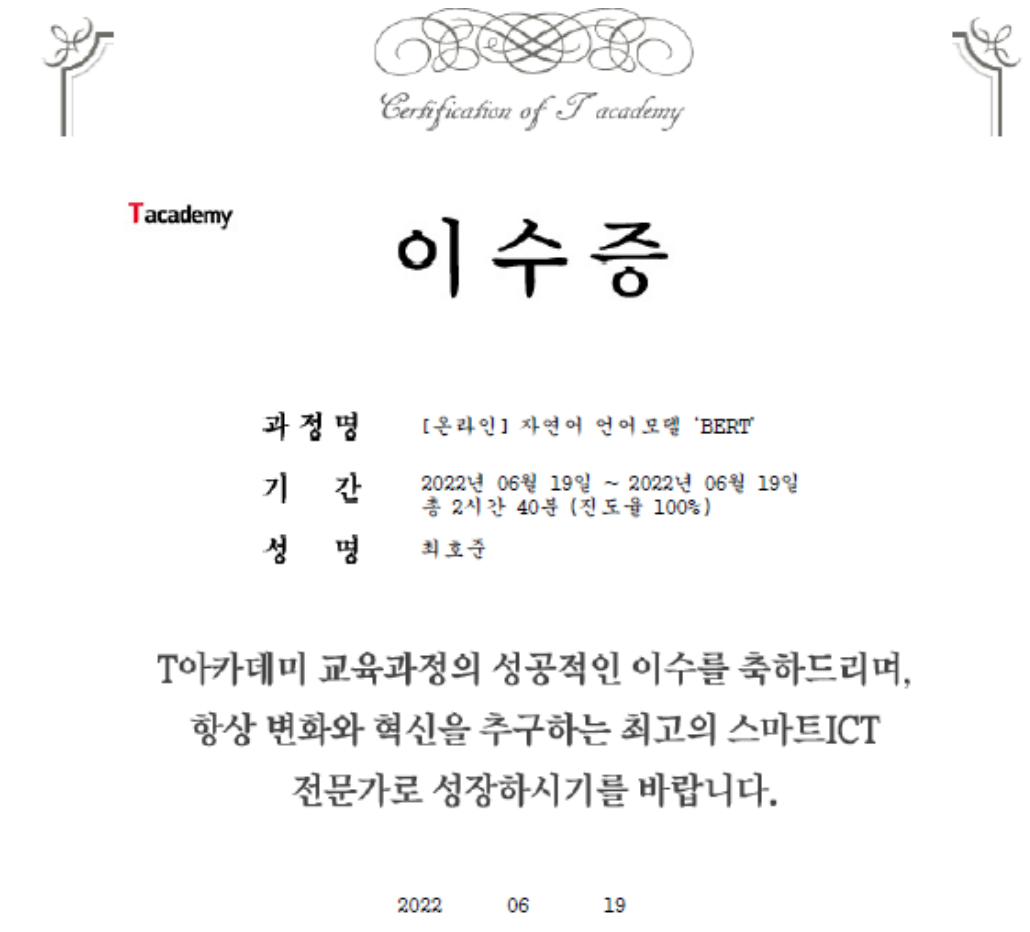 Certification of T academy
Tacademy
이수증
과정명 [온라인] 자연어 언어모델 'BERT'
기 간 2022년 06월 19일 ~ 2022년 06월 19일
총 2시간 40분 (진도율 100%)
성 명 최호준
T아카데미 교육과정의 성공적인 이수를 축하드리며,
항상 변화와 혁신을 추구하는 최고의 스마트ICT
전문가로 성장하시기를 바랍니다.
2022 06 19